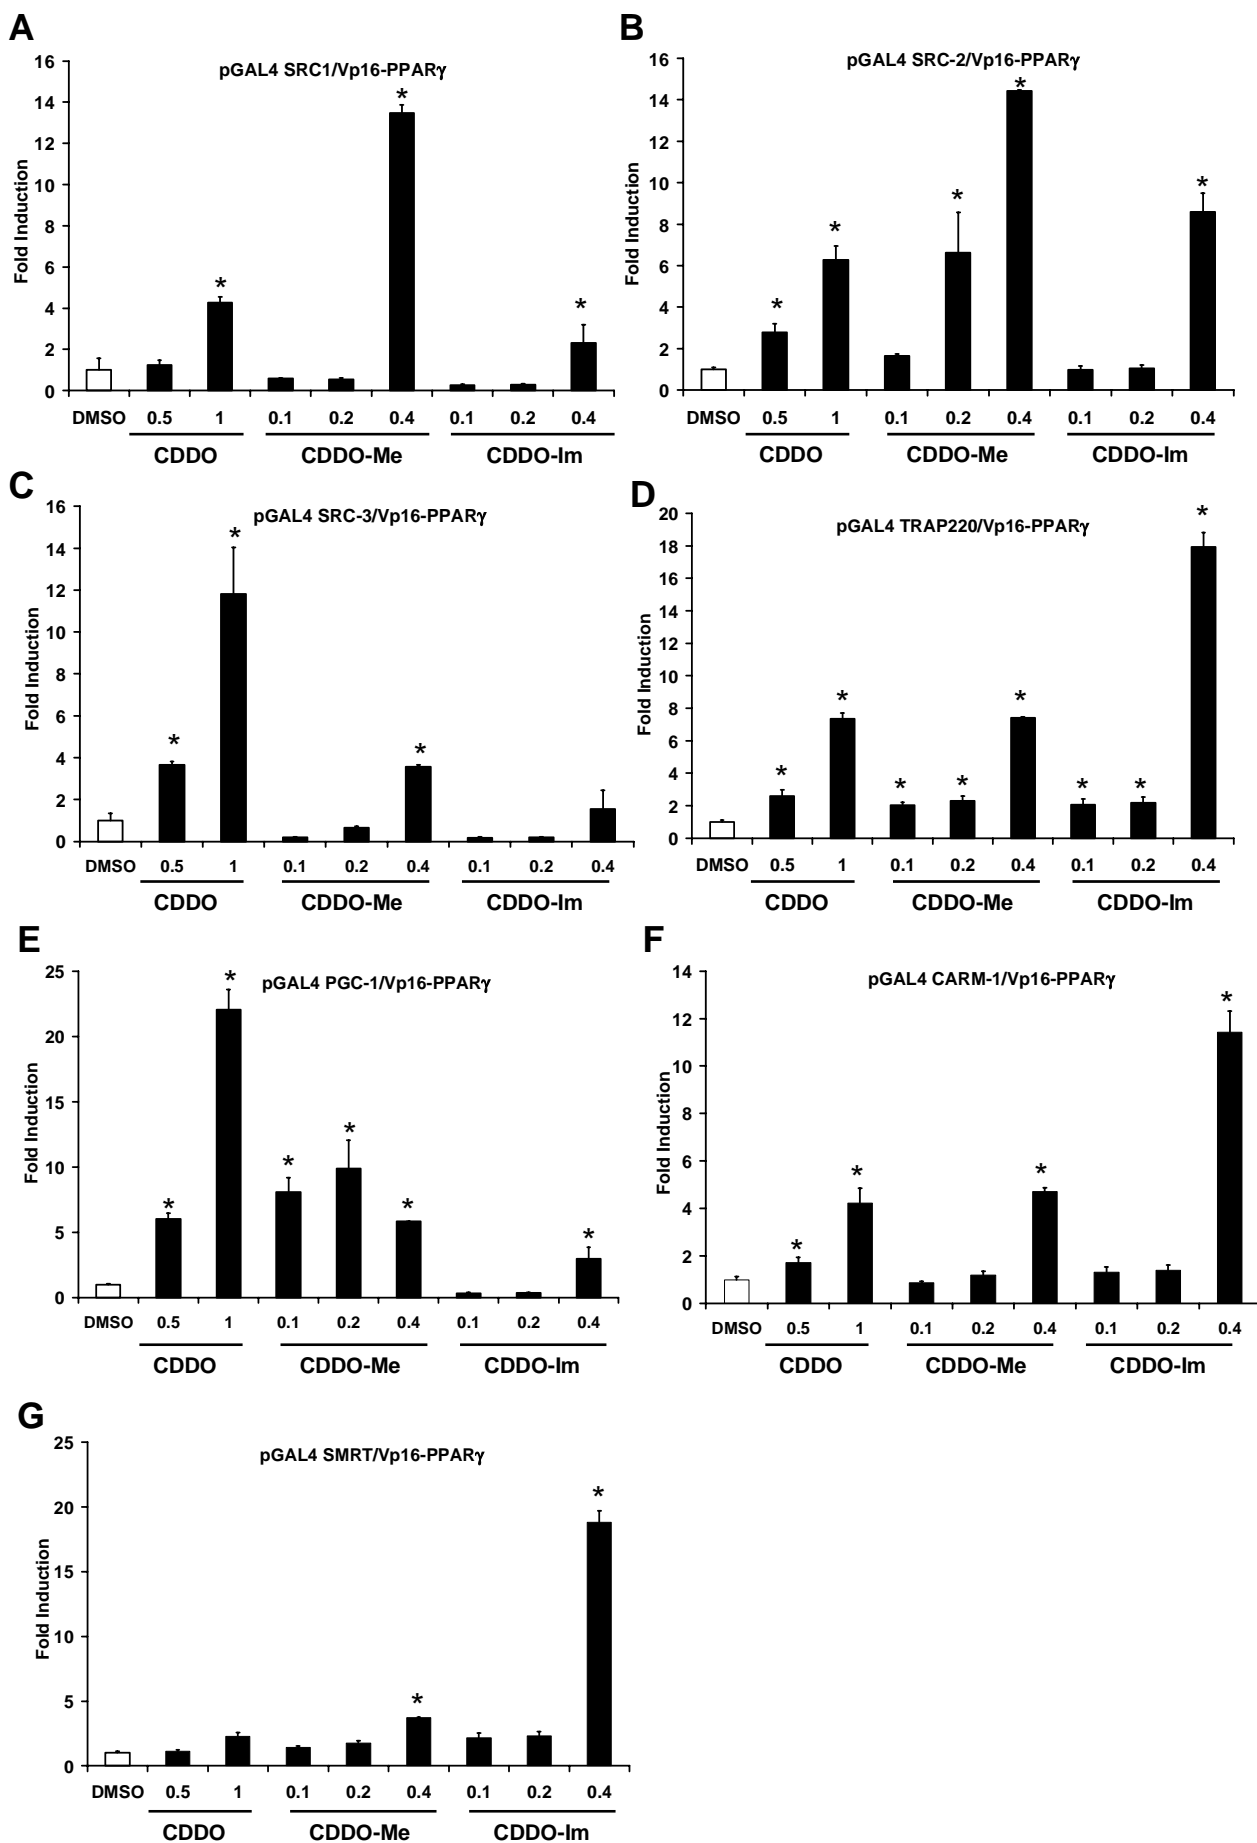 A
pGAL4 SRC1/Vp16-PPARγ
Fold Induction
16
14
12
10
8
6
4
2
0
* * *
DMSO 0.5 1 0.1 0.2 0.4 0.1 0.2 0.4
CDDO CDDO-Me CDDO-Im
B
pGAL4 SRC-2/Vp16-PPARγ
Fold Induction
16
14
12
10
8
6
4
2
0
* * * * *
DMSO 0.5 1 0.1 0.2 0.4 0.1 0.2 0.4
CDDO CDDO-Me CDDO-Im
C
pGAL4 SRC-3/Vp16-PPARγ
Fold Induction
16
14
12
10
8
6
4
2
0
* * *
DMSO 0.5 1 0.1 0.2 0.4 0.1 0.2 0.4
CDDO CDDO-Me CDDO-Im
D
pGAL4 TRAP220/Vp16-PPARγ
Fold Induction
20
18
16
14
12
10
8
6
4
2
0
* * * * * * * *
DMSO 0.5 1 0.1 0.2 0.4 0.1 0.2 0.4
CDDO CDDO-Me CDDO-Im
E
pGAL4 PGC-1/Vp16-PPARγ
Fold Induction
25
20
15
10
5
0
* * * * * *
DMSO 0.5 1 0.1 0.2 0.4 0.1 0.2 0.4
CDDO CDDO-Me CDDO-Im
F
pGAL4 CARM-1/Vp16-PPARγ
Fold Induction
14
12
10
8
6
4
2
0
* * * *
DMSO 0.5 1 0.1 0.2 0.4 0.1 0.2 0.4
CDDO CDDO-Me CDDO-Im
G
pGAL4 SMRT/Vp16-PPARγ
Fold Induction
25
20
15
10
5
0
* *
DMSO 0.5 1 0.1 0.2 0.4 0.1 0.2 0.4
CDDO CDDO-Me CDDO-Im